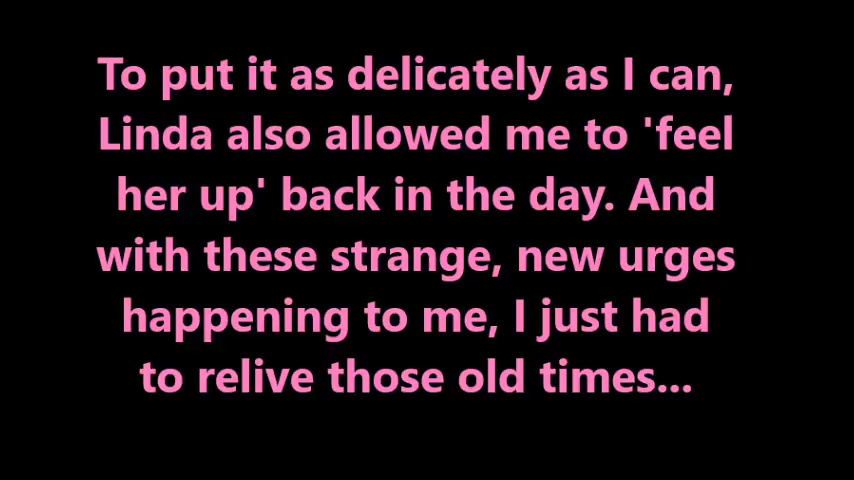 To put it as delicately as I can,
Linda also allowed me to 'feel
her up' back in the day. And
with these strange, new urges
happening to me, I just had
to relive those old times...